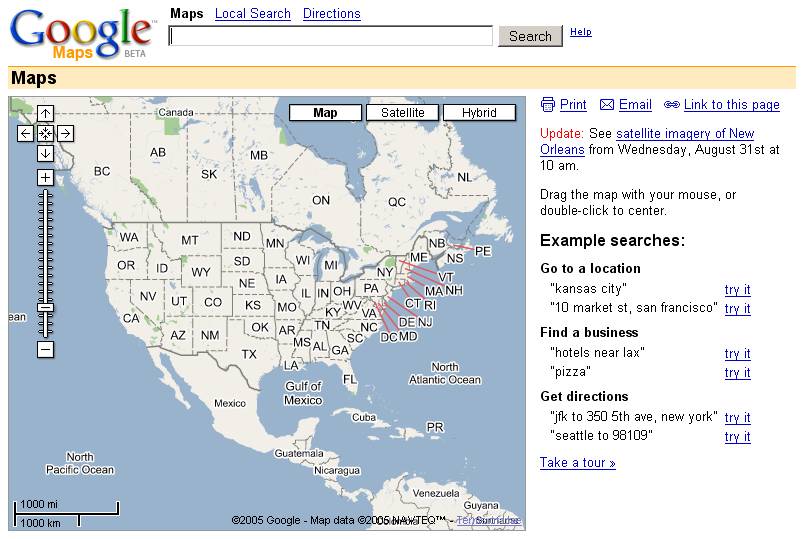 Google™
Maps BETA
Maps Local Search Directions
Search Help
Maps
Map Satellite Hybrid
Canada
BC
AB
SK
MB
ON
QC
NL
NB
PE
NS
ME
VT
NH
MA
RI
CT
NJ
DE
MD
DC
WA
MT
ND
MN
OR
ID
WY
SD
WI
MI
NY
NV
UT
CO
NE
IA
IL
IN
OH
PA
CA
AZ
NM
KS
OK
MO
AR
KY
WV
VA
TN
NC
SC
TX
LA
MS
AL
GA
FL
ean
Gulf of
Mexico
North
Atlantic Ocean
Mexico
Cuba
PR
North
Pacific Ocean
Guatemala
Nicaragua
Venezuela
Guyana
1000 mi
1000 km
©2005 Google - Map data ©2005 NAVTEQ™ -
Print Email Link to this page
Update: See satellite imagery of New
Orleans from Wednesday, August 31st at
10 am.
Drag the map with your mouse, or
double-click to center.
Example searches:
Go to a location
"kansas city" try it
"10 market st, san francisco" try it
Find a business
"hotels near lax" try it
"pizza" try it
Get directions
"jfk to 350 5th ave, new york" try it
"seattle to 98109" try it
Take a tour »